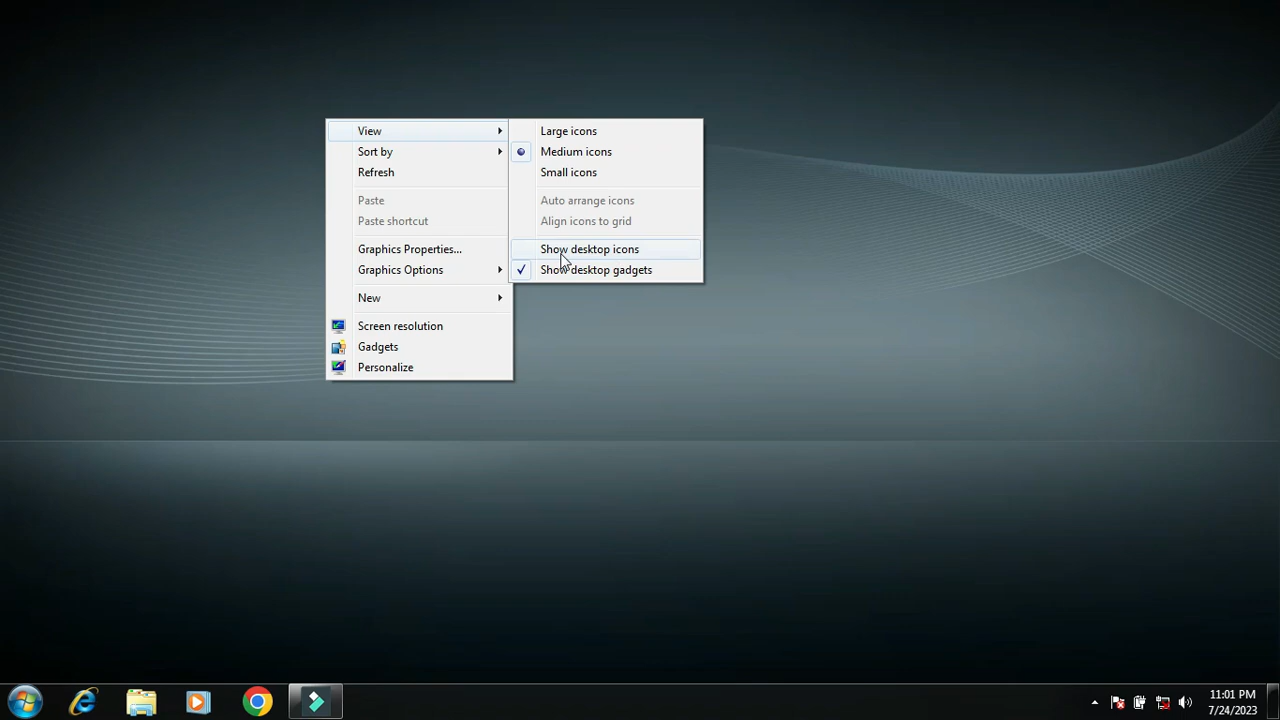 View
Sort by
Refresh
Paste
Paste shortcut
Graphics Properties...
Graphics Options
New
Screen resolution
Gadgets
Personalize
Large icons
Medium icons
Small icons
Auto arrange icons
Align icons to grid
Show desktop icons
Show desktop gadgets
11:01 PM
7/24/2023